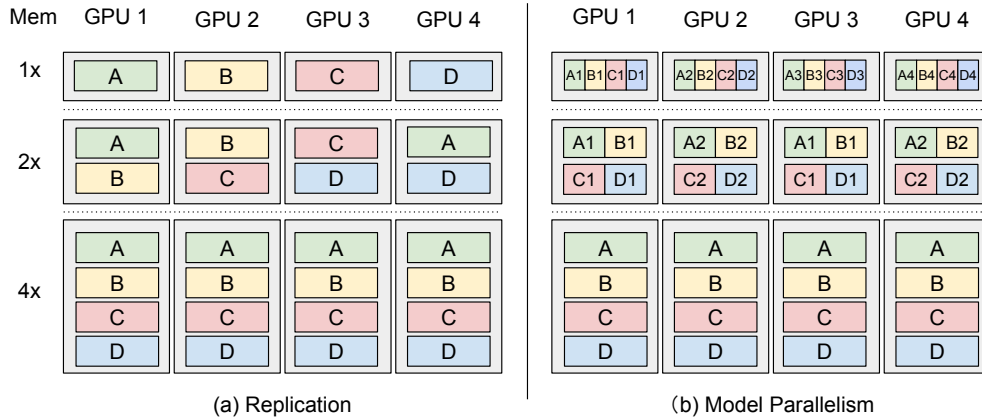 Mem GPU 1 GPU 2 GPU 3 GPU 4 GPU 1 GPU 2 GPU 3 GPU 4
1x A B C D A1 B1 C1 D1 A2 B2 C2 D2 A3 B3 C3 D3 A4 B4 C4 D4
A B C A A1 B1 A2 B2 A1 B1 A2 B2
2x
B C D D C1 D1 C2 D2 C1 D1 C2 D2
A A A A A A A A
B B B B B B B B
4x
C C C C C C C C
D D D D D D D D
(a) Replication (b) Model Parallelism